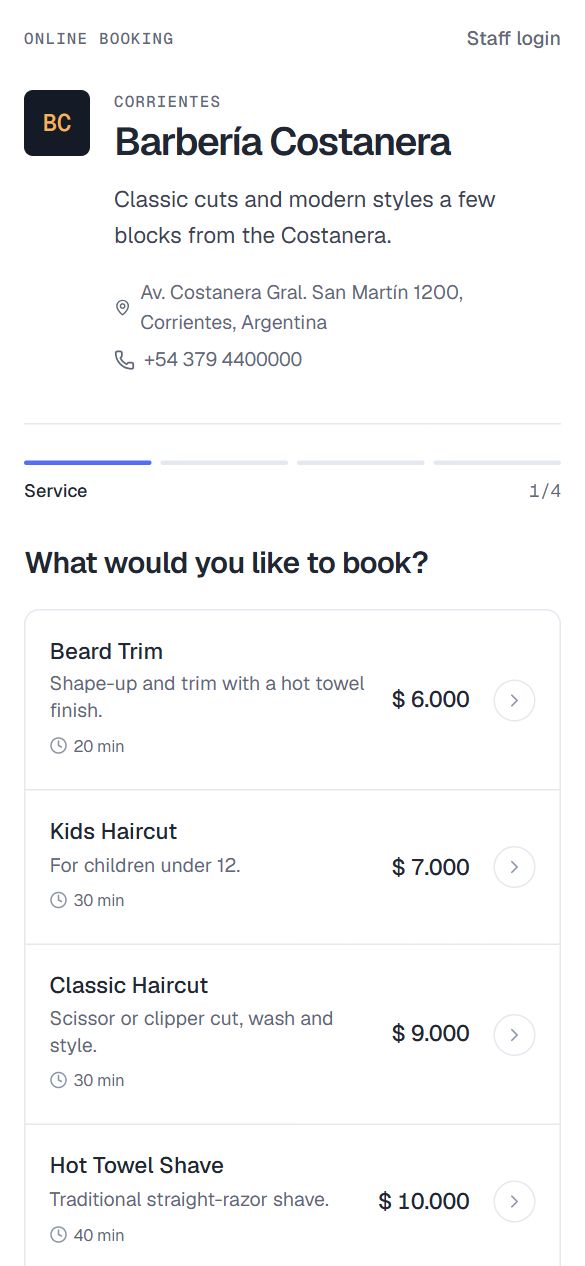 ONLINE BOOKING
Staff login
BC
CORRIENTES
Barbería Costanera
Classic cuts and modern styles a few
blocks from the Costanera.
Av. Costanera Gral. San Martín 1200,
Corrientes, Argentina
+54 379 4400000
Service
1/4
What would you like to book?
Beard Trim
Shape-up and trim with a hot towel
finish.
$ 6.000
20 min
Kids Haircut
For children under 12.
$ 7.000
30 min
Classic Haircut
Scissor or clipper cut, wash and
style.
$ 9.000
30 min
Hot Towel Shave
Traditional straight-razor shave.
$ 10.000
40 min